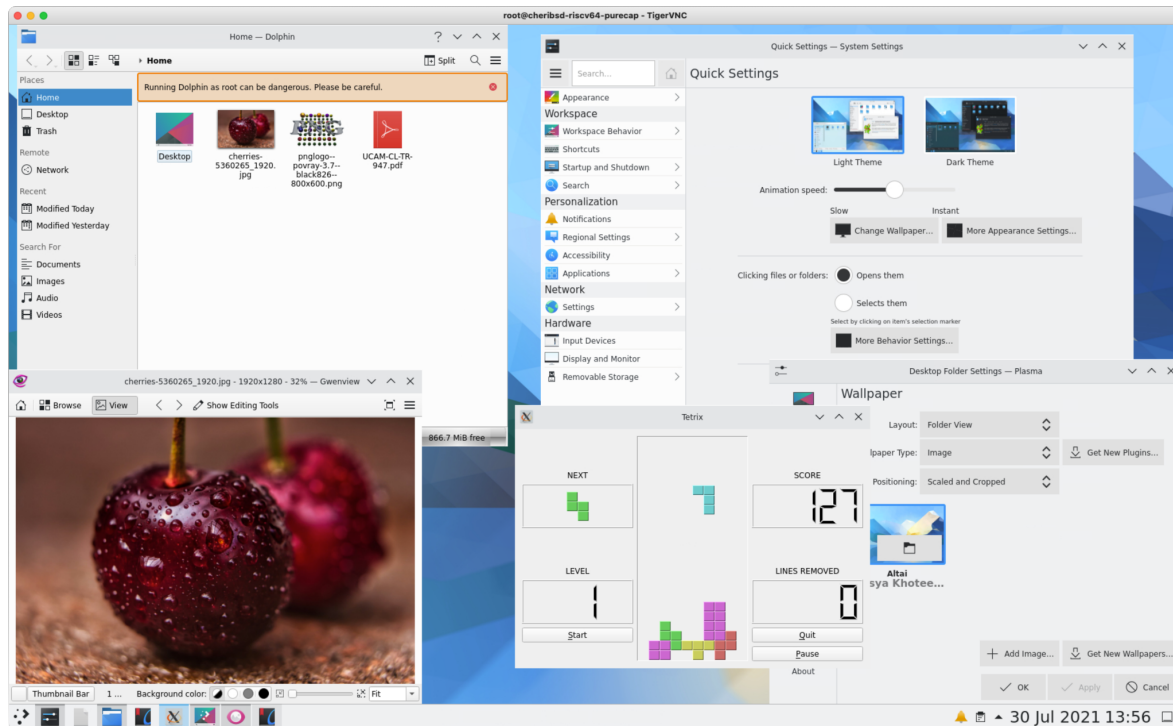 root@cheribsd-riscv64-purecap - TigerVNC
Home — Dolphin
Home
Split
Places
Home
Desktop
Trash
Remote
Network
Recent
Modified Today
Modified Yesterday
Search For
Documents
Images
Audio
Videos
Running Dolphin as root can be dangerous. Please be careful.
Desktop
cherries-
5360265_1920.
jpg
pnglogo--
povray-3.7--
black826--
800x600.png
UCAM-CL-TR-
947.pdf
866.7 MiB free
Quick Settings — System Settings
Search...
Quick Settings
Appearance
Workspace
Workspace Behavior
Shortcuts
Startup and Shutdown
Search
Personalization
Notifications
Regional Settings
Accessibility
Applications
Network
Settings
Hardware
Input Devices
Display and Monitor
Removable Storage
Light Theme
Dark Theme
Animation speed:
Slow
Instant
Change Wallpaper...
More Appearance Settings...
Clicking files or folders:
Opens them
Selects them
Select by clicking on item's selection marker
More Behavior Settings...
cherries-5360265_1920.jpg - 1920x1280 - 32% — Gwenview
Browse
View
Show Editing Tools
Thumbnail Bar
1 ...
Background color:
Fit
Tetrix
NEXT
SCORE
127
LEVEL
1
LINES REMOVED
0
Start
Quit
Pause
About
Desktop Folder Settings — Plasma
Wallpaper
Layout:
Folder View
lpaper Type:
Image
Get New Plugins...
Positioning:
Scaled and Cropped
Altai
sya Khotee...
Add Image...
Get New Wallpapers...
OK
Apply
Cancel
30 Jul 2021 13:56